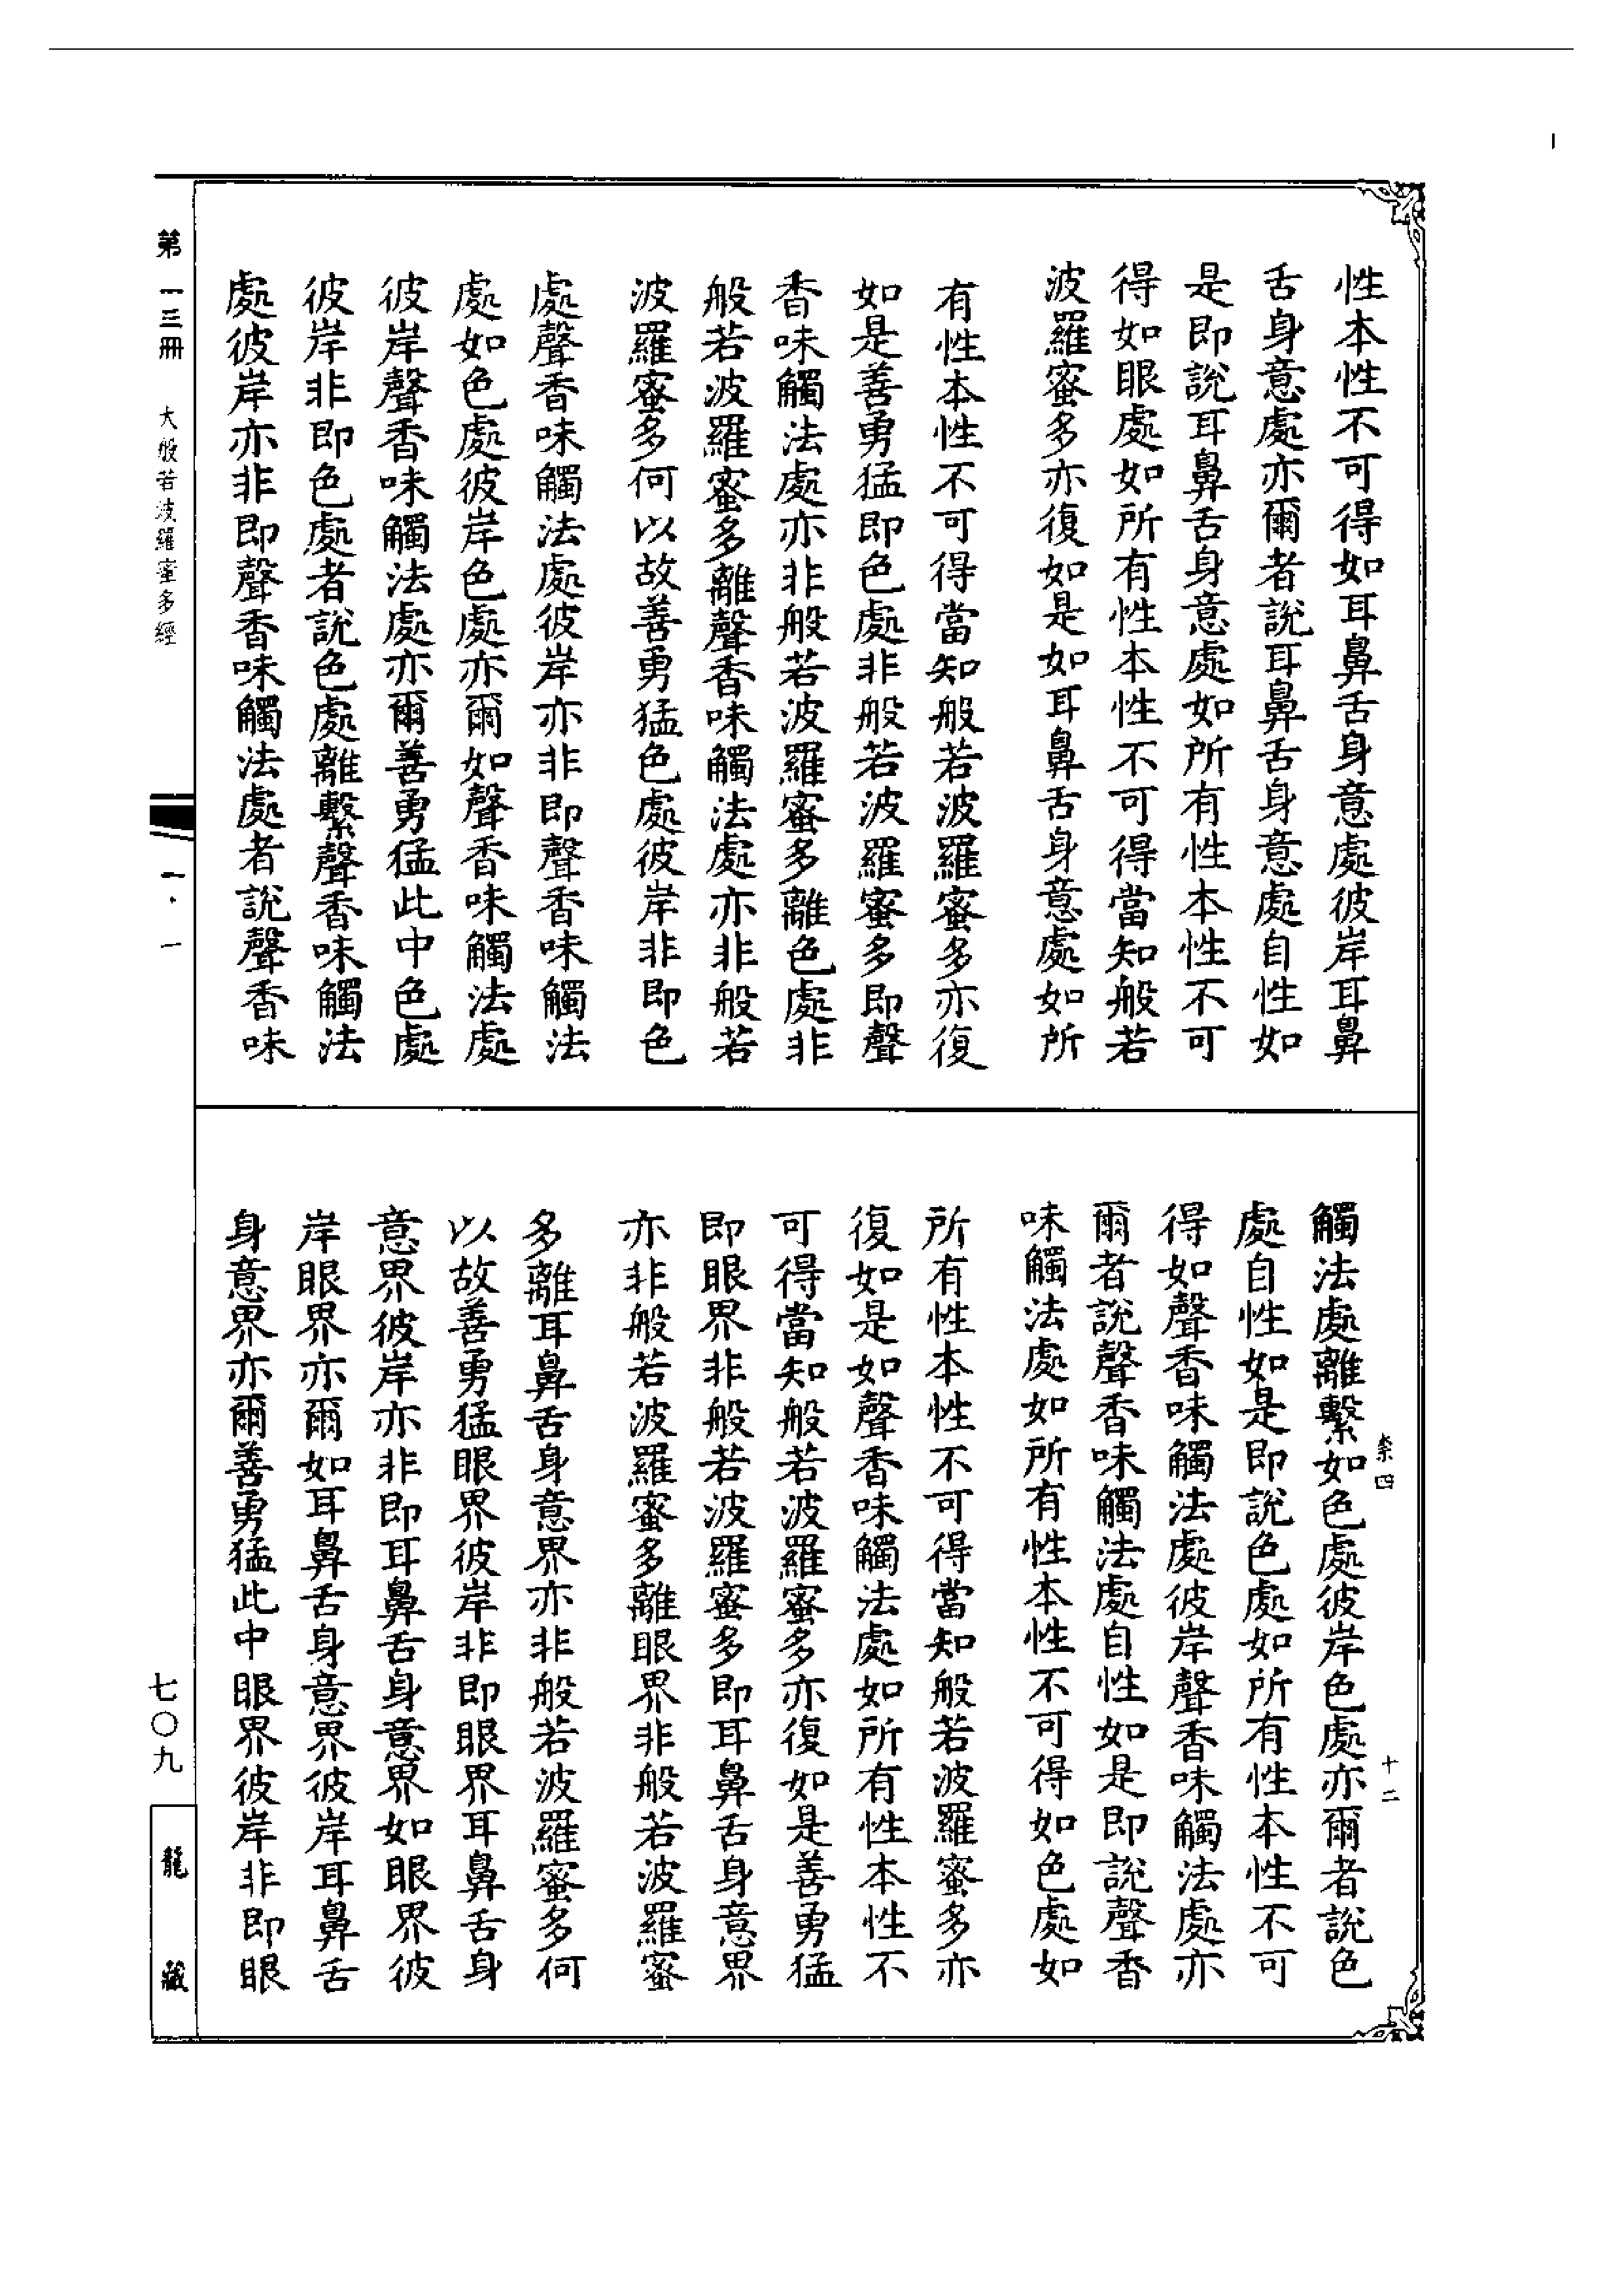 性本性不可得如耳鼻舌身意處彼岸耳鼻
舌身意處亦爾者說耳鼻舌身意處自性如
是即說耳鼻舌身意處如所有性本性不可
得如眼處如所有性本性不可得當知般若
波羅蜜多亦復如是如耳鼻舌身意處如所
有性本性不可得當知般若波羅蜜多亦復
如是善勇猛即色處非般若波羅蜜多即聲
香味觸法處亦非般若波羅蜜多離色處非
般若波羅蜜多離聲香味觸法處亦非般若
波羅蜜多何以故善勇猛色處彼岸非即色
處聲香味觸法處彼岸亦非即聲香味觸法
處如色處彼岸色處亦爾如聲香味觸法處
彼岸聲香味觸法處亦爾善勇猛此中色處
彼岸非即色處者說色處離繫聲香味觸法
處彼岸亦非即聲香味觸法處者說聲香味
觸法處離繫如色處彼岸色處亦爾者說色
處自性如是即說色處如所有性本性不可
得如聲香味觸法處彼岸聲香味觸法處亦
爾者說聲香味觸法處自性如是即說聲香
味觸法處如所有性本性不可得如色處如
所有性本性不可得當知般若波羅蜜多亦
復如是如聲香味觸法處如所有性本性不
可得當知般若波羅蜜多亦復如是善勇猛
即眼界非般若波羅蜜多即耳鼻舌身意界
亦非般若波羅蜜多離眼界非般若波羅蜜
多離耳鼻舌身意界亦非般若波羅蜜多何
以故善勇猛眼界彼岸非即眼界耳鼻舌身
意界彼岸亦非即耳鼻舌身意界如眼界彼
岸眼界亦爾如耳鼻舌身意界彼岸耳鼻舌
身意界亦爾善勇猛此中眼界彼岸非即眼
四
十二
第一三冊 大般若波羅蜜多經
七〇九
龍藏